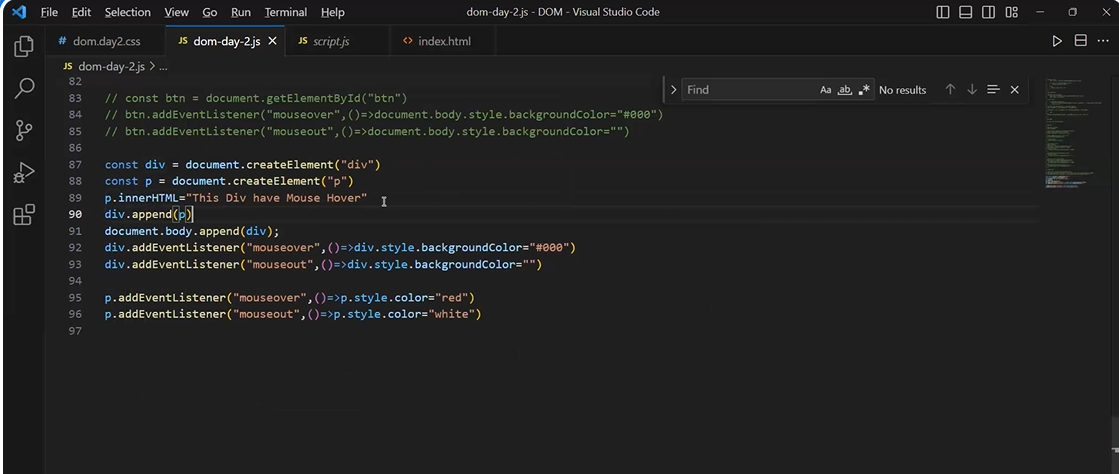 File Edit Selection View Go Run Terminal Help dom-day-2.js - DOM - Visual Studio Code
# dom.day2.css JS dom-day-2.js JS script.js <> index.html
JS dom-day-2.js > ...
Find Aa ab No results
82
83 // const btn = document.getElementById("btn")
84 // btn.addEventListener("mouseover",()=>document.body.style.backgroundColor="#000")
85 // btn.addEventListener("mouseout",()=>document.body.style.backgroundColor="")
86
87 const div = document.createElement("div")
88 const p = document.createElement("p")
89 p.innerHTML="This Div have Mouse Hover"
90 div.append(p)
91 document.body.append(div);
92 div.addEventListener("mouseover",()=>div.style.backgroundColor="#000")
93 div.addEventListener("mouseout",()=>div.style.backgroundColor="")
94
95 p.addEventListener("mouseover",()=>p.style.color="red")
96 p.addEventListener("mouseout",()=>p.style.color="white")
97